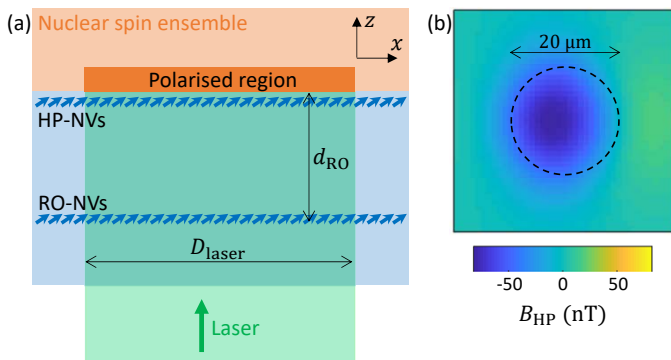 (a)
Nuclear spin ensemble
z
x
Polarised region
HP-NVs
d_RO
RO-NVs
D_laser
Laser
(b)
20 μm
-50 0 50
B_HP (nT)